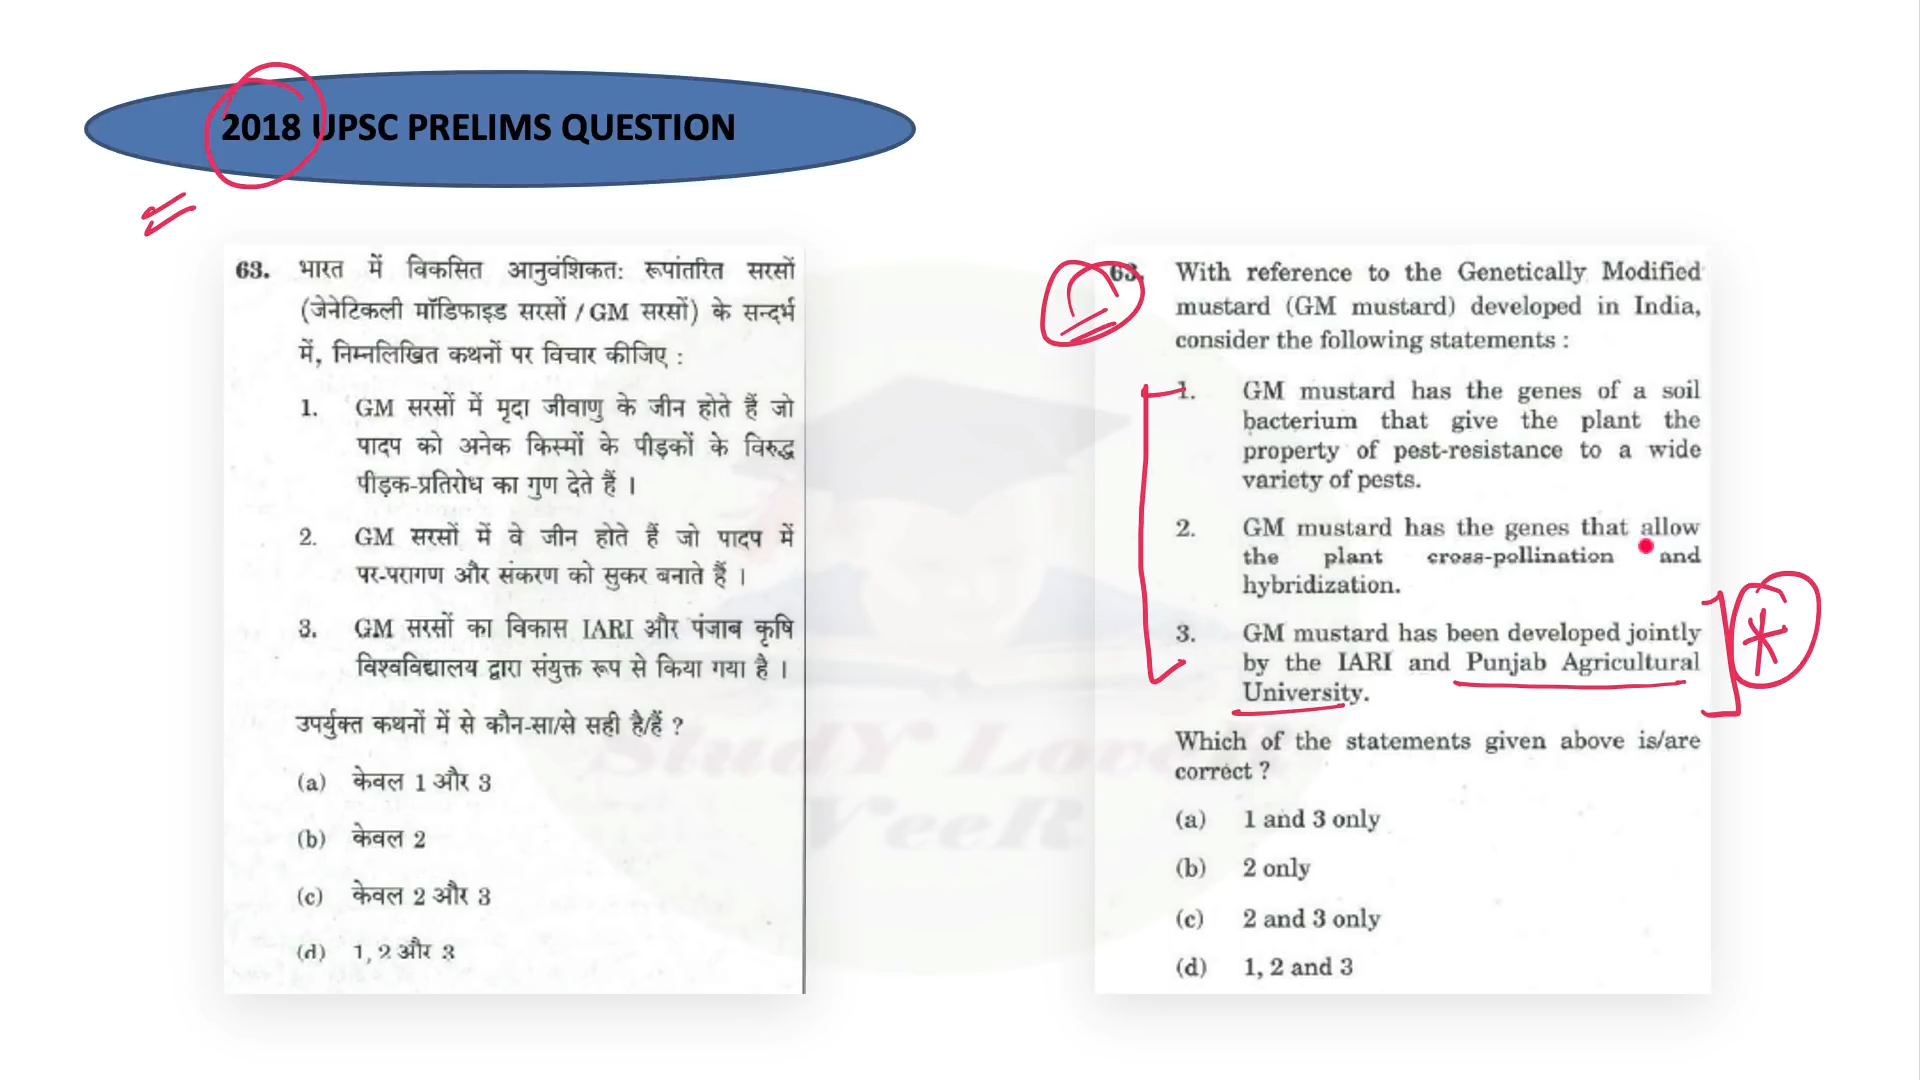 2018 UPSC PRELIMS QUESTION
63. भारत में विकसित आनुवंशिकत: रूपांतरित सरसों
(जेनेटिकली मॉडिफाइड सरसों / GM सरसों) के सन्दर्भ
में, निम्नलिखित कथनों पर विचार कीजिए :
1. GM सरसों में मृदा जीवाणु के जीन होते हैं जो
पादप को अनेक किस्मों के पीड़कों के विरुद्ध
पीड़क-प्रतिरोध का गुण देते हैं ।
2. GM सरसों में वे जीन होते हैं जो पादप में
पर-परागण और संकरण को सुकर बनाते हैं ।
3. GM सरसों का विकास IARI और पंजाब कृषि
विश्वविद्यालय द्वारा संयुक्त रूप से किया गया है ।
उपर्युक्त कथनों में से कौन-सा/से सही है/हैं ?
(a) केवल 1 और 3
(b) केवल 2
(c) केवल 2 और 3
(d) 1, 2 और 3
63. With reference to the Genetically Modified
mustard (GM mustard) developed in India,
consider the following statements :
1. GM mustard has the genes of a soil
bacterium that give the plant the
property of pest-resistance to a wide
variety of pests.
2. GM mustard has the genes that allow
the plant cross-pollination and
hybridization.
3. GM mustard has been developed jointly
by the IARI and Punjab Agricultural
University.
Which of the statements given above is/are
correct ?
(a) 1 and 3 only
(b) 2 only
(c) 2 and 3 only
(d) 1, 2 and 3
StudY LoveR
VeeR